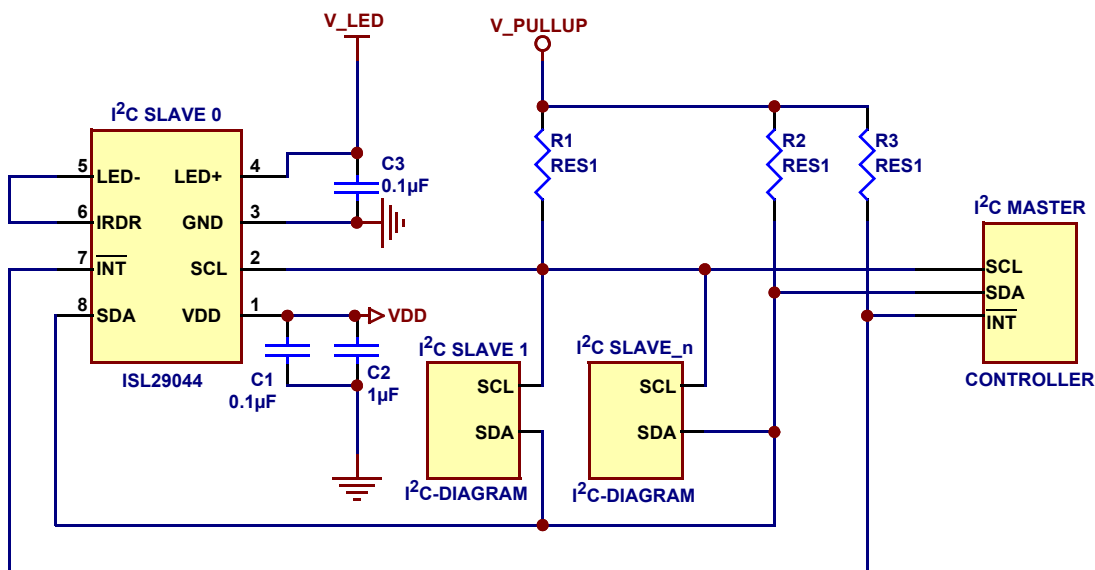 V_LED
V_PULLUP
I²C SLAVE 0
5
LED-
LED+
4
6
IRDR
GND
3
7
INT
SCL
2
8
SDA
VDD
1
ISL29044
C3
0.1µF
VDD
C1
0.1µF
C2
1µF
R1
RES1
R2
RES1
R3
RES1
I²C SLAVE 1
SCL
SDA
I²C-DIAGRAM
I²C SLAVE_n
SCL
SDA
I²C-DIAGRAM
I²C MASTER
SCL
SDA
INT
CONTROLLER